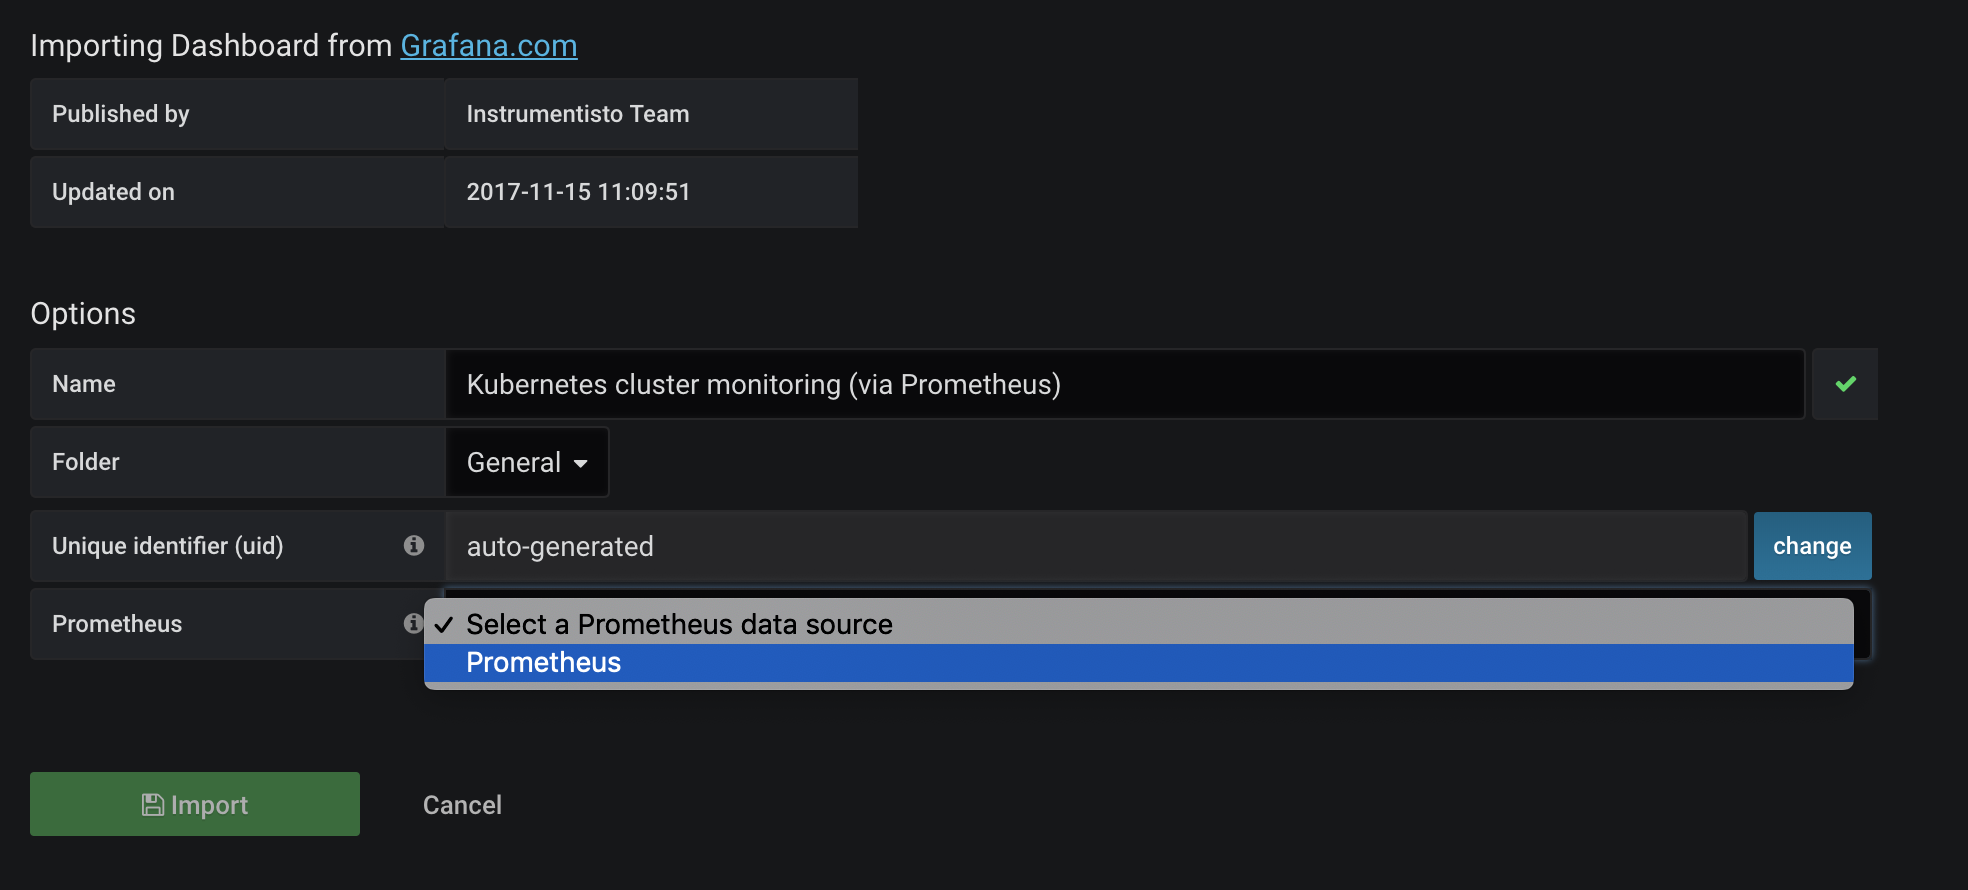 Importing Dashboard from Grafana.com
Published by Instrumentisto Team
Updated on 2017-11-15 11:09:51
Options
Name Kubernetes cluster monitoring (via Prometheus)
Folder General
Unique identifier (uid) auto-generated change
Prometheus Select a Prometheus data source
Prometheus
Import Cancel